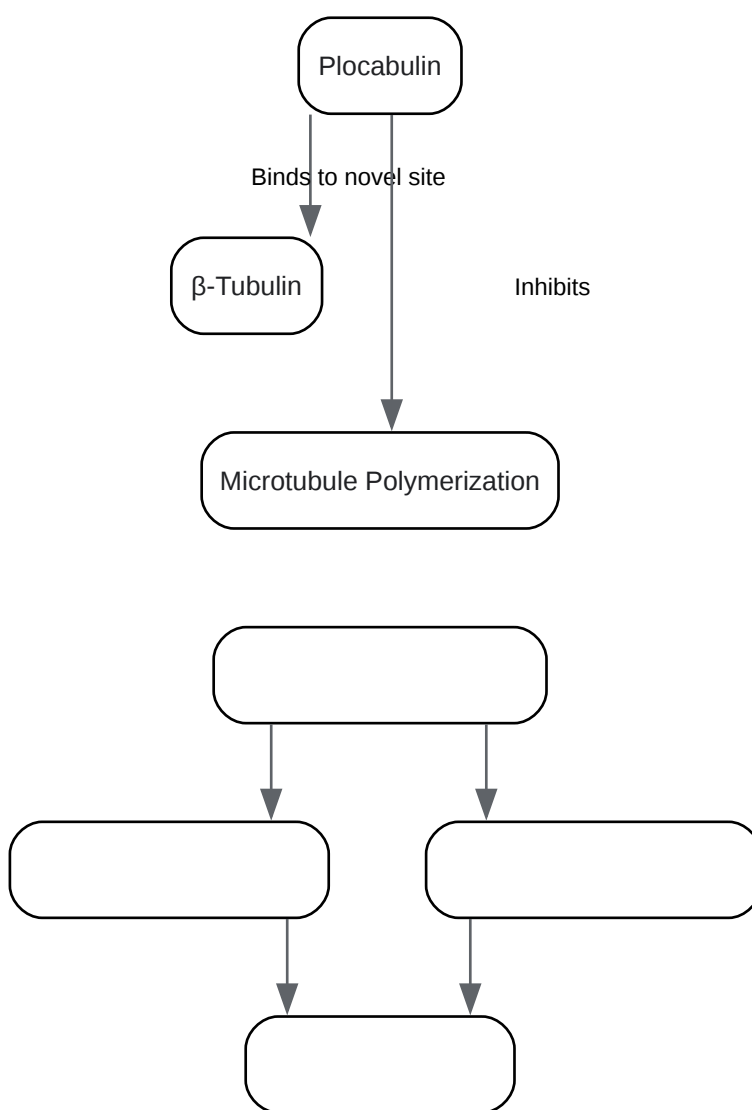 Plocabulin
Binds to novel site
β-Tubulin
Inhibits
Microtubule Polymerization